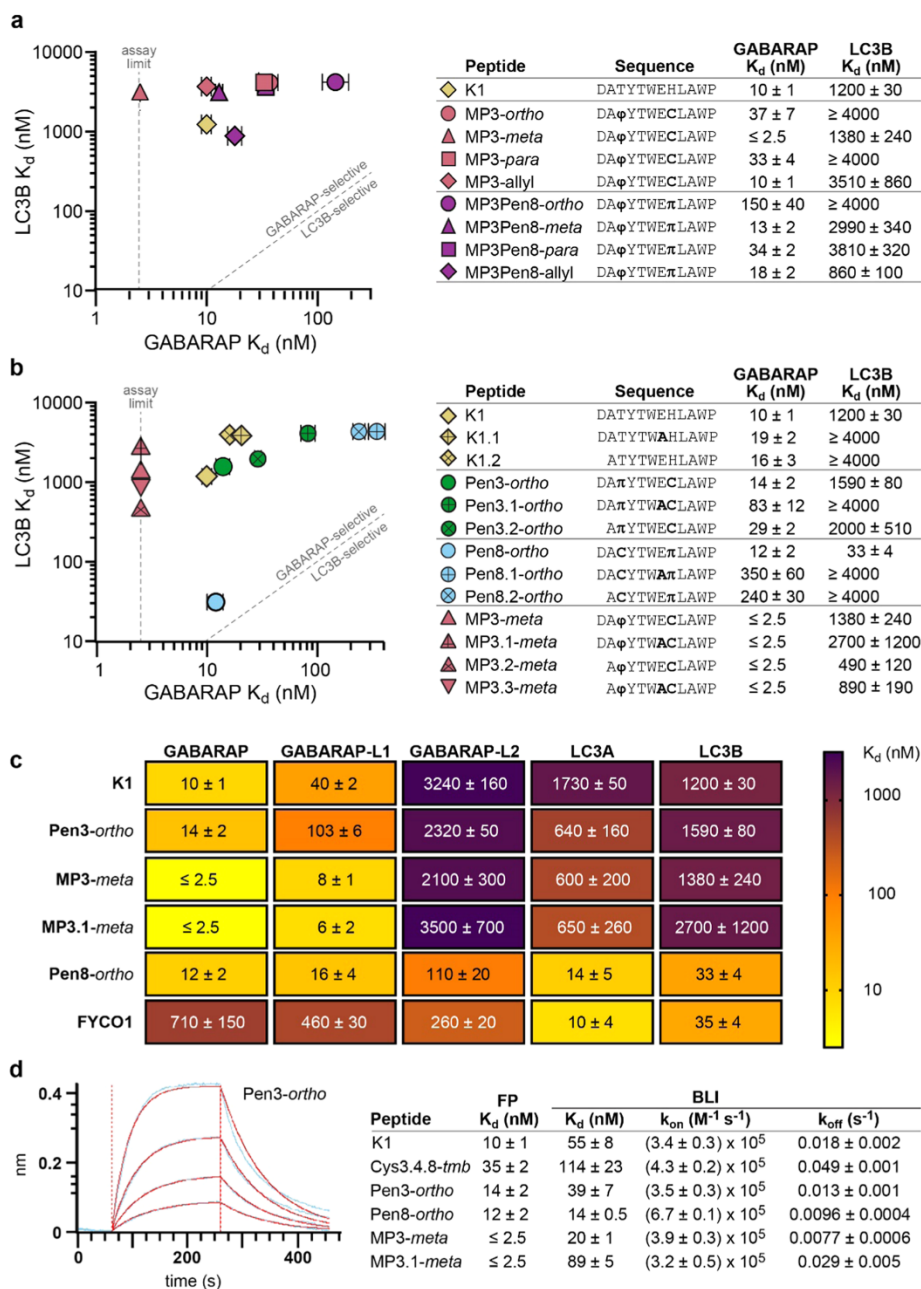 a
10000
1000
100
10
LC3B Kd (nM)
assay
limit
GABARAP-selective
LC3B-selective
1
10
100
GABARAP Kd (nM)
GABARAP LC3B
Peptide Sequence Kd (nM) Kd (nM)
K1 DATYTWEHLAWP 10 ± 1 1200 ± 30
MP3-ortho DAφYTWECLAWP 37 ± 7 ≥ 4000
MP3-meta DAφYTWECLAWP ≤ 2.5 1380 ± 240
MP3-para DAφYTWECLAWP 33 ± 4 ≥ 4000
MP3-allyl DAφYTWECLAWP 10 ± 1 3510 ± 860
MP3Pen8-ortho DAφYTWEπLAWP 150 ± 40 ≥ 4000
MP3Pen8-meta DAφYTWEπLAWP 13 ± 2 2990 ± 340
MP3Pen8-para DAφYTWEπLAWP 34 ± 2 3810 ± 320
MP3Pen8-allyl DAφYTWEπLAWP 18 ± 2 860 ± 100
b
10000
1000
100
10
LC3B Kd (nM)
assay
limit
GABARAP-selective
LC3B-selective
1
10
100
GABARAP Kd (nM)
GABARAP LC3B
Peptide Sequence Kd (nM) Kd (nM)
K1 DATYTWEHLAWP 10 ± 1 1200 ± 30
K1.1 DATYTWAHLAWP 19 ± 2 ≥ 4000
K1.2 ATYTWEHLAWP 16 ± 3 ≥ 4000
Pen3-ortho DAπYTWECLAWP 14 ± 2 1590 ± 80
Pen3.1-ortho DAπYTWACLAWP 83 ± 12 ≥ 4000
Pen3.2-ortho AπYTWECLAWP 29 ± 2 2000 ± 510
Pen8-ortho DACYTWEπLAWP 12 ± 2 33 ± 4
Pen8.1-ortho DACYTWAπLAWP 350 ± 60 ≥ 4000
Pen8.2-ortho ACYTWEπLAWP 240 ± 30 ≥ 4000
MP3-meta DAφYTWECLAWP ≤ 2.5 1380 ± 240
MP3.1-meta DAφYTWACLAWP ≤ 2.5 2700 ± 1200
MP3.2-meta AφYTWECLAWP ≤ 2.5 490 ± 120
MP3.3-meta AφYTWACLAWP ≤ 2.5 890 ± 190
c
GABARAP GABARAP-L1 GABARAP-L2 LC3A LC3B
K1 10 ± 1 40 ± 2 3240 ± 160 1730 ± 50 1200 ± 30
Pen3-ortho 14 ± 2 103 ± 6 2320 ± 50 640 ± 160 1590 ± 80
MP3-meta ≤ 2.5 8 ± 1 2100 ± 300 600 ± 200 1380 ± 240
MP3.1-meta ≤ 2.5 6 ± 2 3500 ± 700 650 ± 260 2700 ± 1200
Pen8-ortho 12 ± 2 16 ± 4 110 ± 20 14 ± 5 33 ± 4
FYCO1 710 ± 150 460 ± 30 260 ± 20 10 ± 4 35 ± 4
Kd (nM)
1000
100
10
d
Pen3-ortho
0.4
0.2
0
nm
0 200 400
time (s)
FP BLI
Peptide Kd (nM) Kd (nM) kon (M-1 s-1) koff (s-1)
K1 10 ± 1 55 ± 8 (3.4 ± 0.3) x 10⁵ 0.018 ± 0.002
Cys3.4.8-tmb 35 ± 2 114 ± 23 (4.3 ± 0.2) x 10⁵ 0.049 ± 0.001
Pen3-ortho 14 ± 2 39 ± 7 (3.5 ± 0.3) x 10⁵ 0.013 ± 0.001
Pen8-ortho 12 ± 2 14 ± 0.5 (6.7 ± 0.1) x 10⁵ 0.0096 ± 0.0004
MP3-meta ≤ 2.5 20 ± 1 (3.9 ± 0.3) x 10⁵ 0.0077 ± 0.0006
MP3.1-meta ≤ 2.5 89 ± 5 (3.2 ± 0.5) x 10⁵ 0.029 ± 0.005